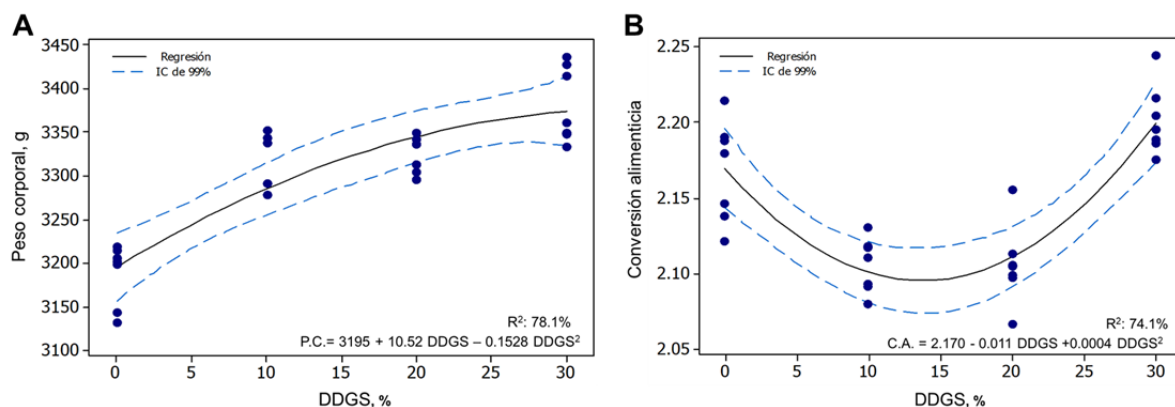 A
Peso corporal, g
3450
3400
3350
3300
3250
3200
3150
3100
Regresión
IC de 99%
R²: 78.1%
P.C.= 3195 + 10.52 DDGS – 0.1528 DDGS²
0 5 10 15 20 25 30
DDGS, %
B
Conversión alimenticia
2.25
2.20
2.15
2.10
2.05
Regresión
IC de 99%
R²: 74.1%
C.A. = 2.170 - 0.011 DDGS +0.0004 DDGS²
0 5 10 15 20 25 30
DDGS, %